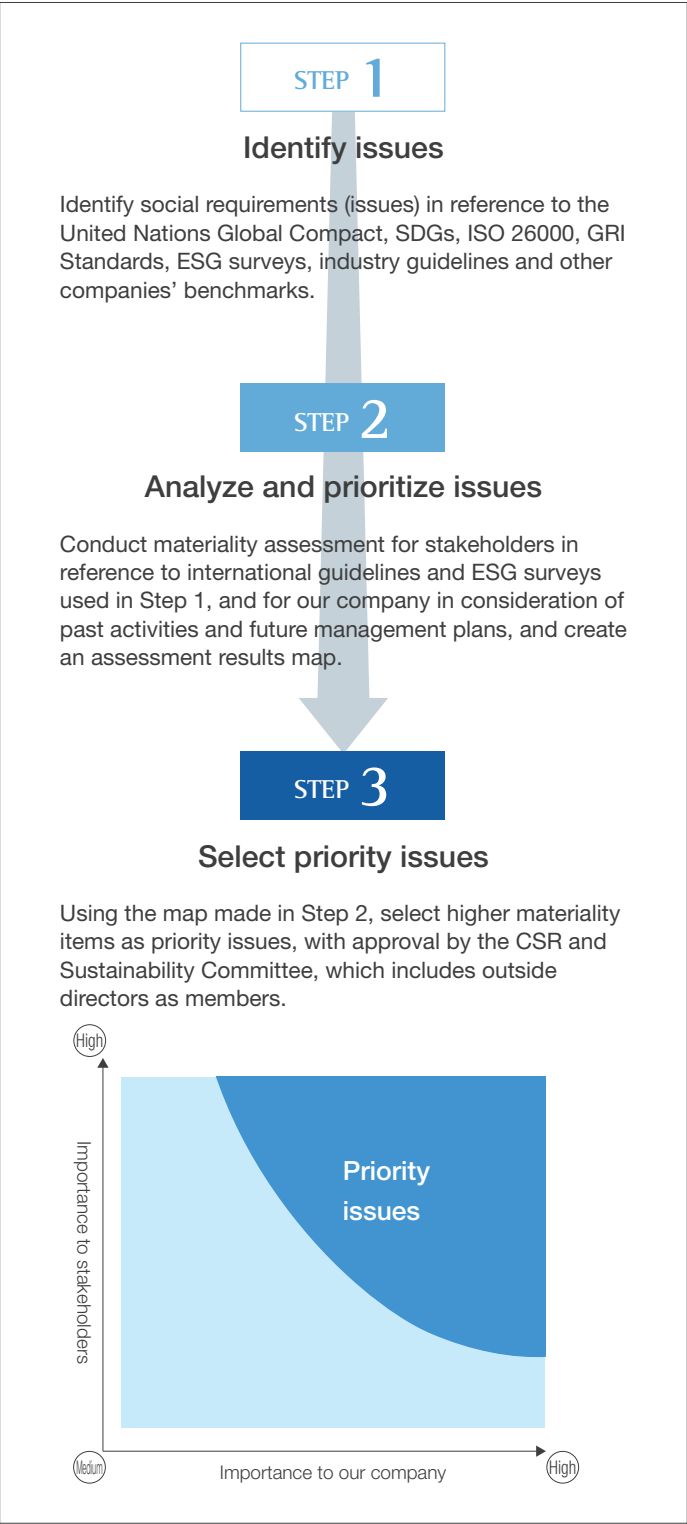 STEP 1
Identify issues
Identify social requirements (issues) in reference to the
United Nations Global Compact, SDGs, ISO 26000, GRI
Standards, ESG surveys, industry guidelines and other
companies’ benchmarks.
STEP 2
Analyze and prioritize issues
Conduct materiality assessment for stakeholders in
reference to international guidelines and ESG surveys
used in Step 1, and for our company in consideration of
past activities and future management plans, and create
an assessment results map.
STEP 3
Select priority issues
Using the map made in Step 2, select higher materiality
items as priority issues, with approval by the CSR and
Sustainability Committee, which includes outside
directors as members.
High
Importance to stakeholders
Priority
issues
Medium
Importance to our company
High